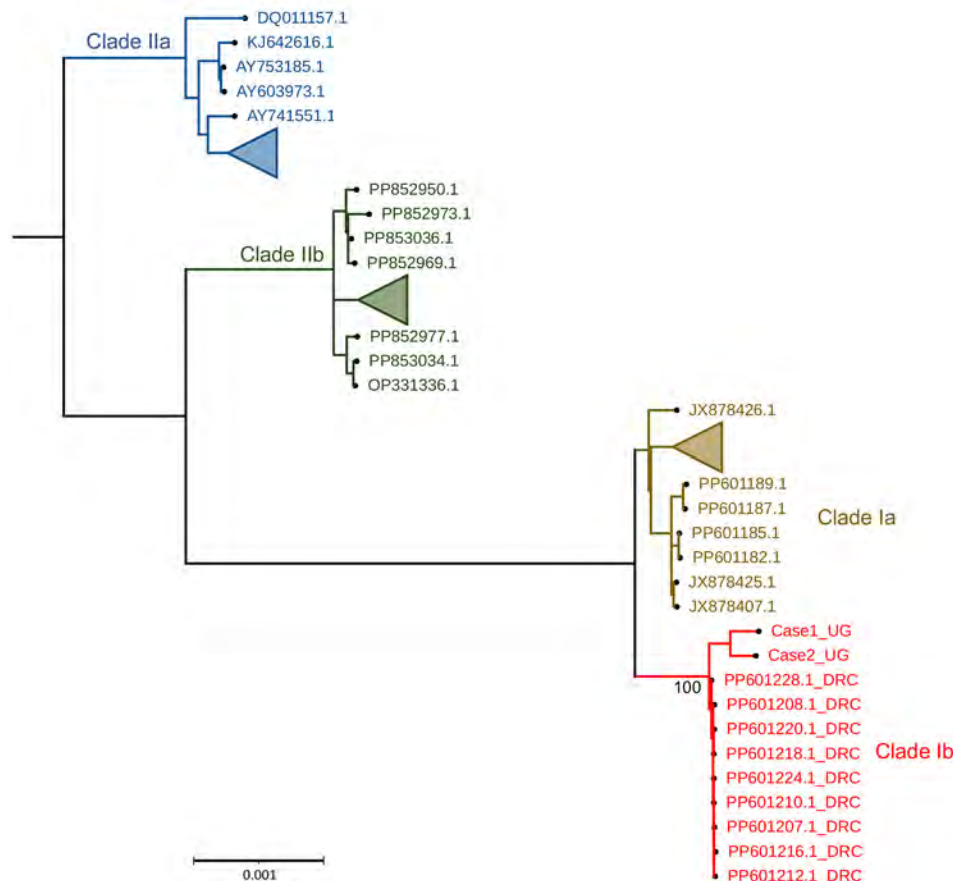 DQ011157.1
Clade IIa
KJ642616.1
AY753185.1
AY603973.1
AY741551.1
PP852950.1
PP852973.1
PP853036.1
Clade IIb
PP852969.1
PP852977.1
PP853034.1
OP331336.1
JX878426.1
PP601189.1
PP601187.1
Clade Ia
PP601185.1
PP601182.1
JX878425.1
JX878407.1
Case1_UG
Case2_UG
100
PP601228.1_DRC
PP601208.1_DRC
PP601220.1_DRC
PP601218.1_DRC
Clade Ib
PP601224.1_DRC
PP601210.1_DRC
PP601207.1_DRC
PP601216.1_DRC
PP601212.1_DRC
0.001